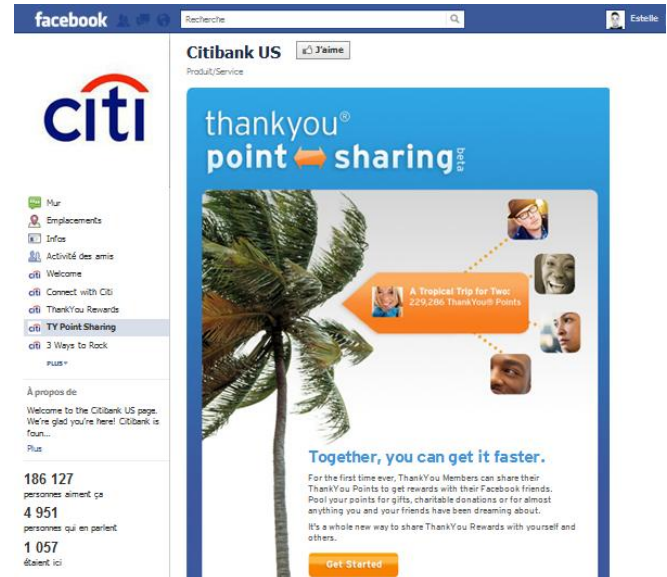 facebook
Recherche
Estelle
citi
Citibank US
J'aime
Produit/Service
thankyou®
point sharing beta
A Tropical Trip for Two:
229,286 ThankYou® Points
Mur
Emplacements
Infos
Activité des amis
citi Welcome
citi Connect with Citi
citi ThankYou Rewards
citi TY Point Sharing
citi 3 Ways to Rock
PLUS
À propos de
Welcome to the Citibank US page.
We're glad you're here! Citibank is
foun...
Plus
186 127
personnes aiment ça
4 951
personnes qui en parlent
1 057
étaient ici
Together, you can get it faster.
For the first time ever, ThankYou Members can share their
ThankYou Points to get rewards with their Facebook friends.
Pool your points for gifts, charitable donations or for almost
anything you and your friends have been dreaming about.
It's a whole new way to share ThankYou Rewards with yourself and
others.
Get Started